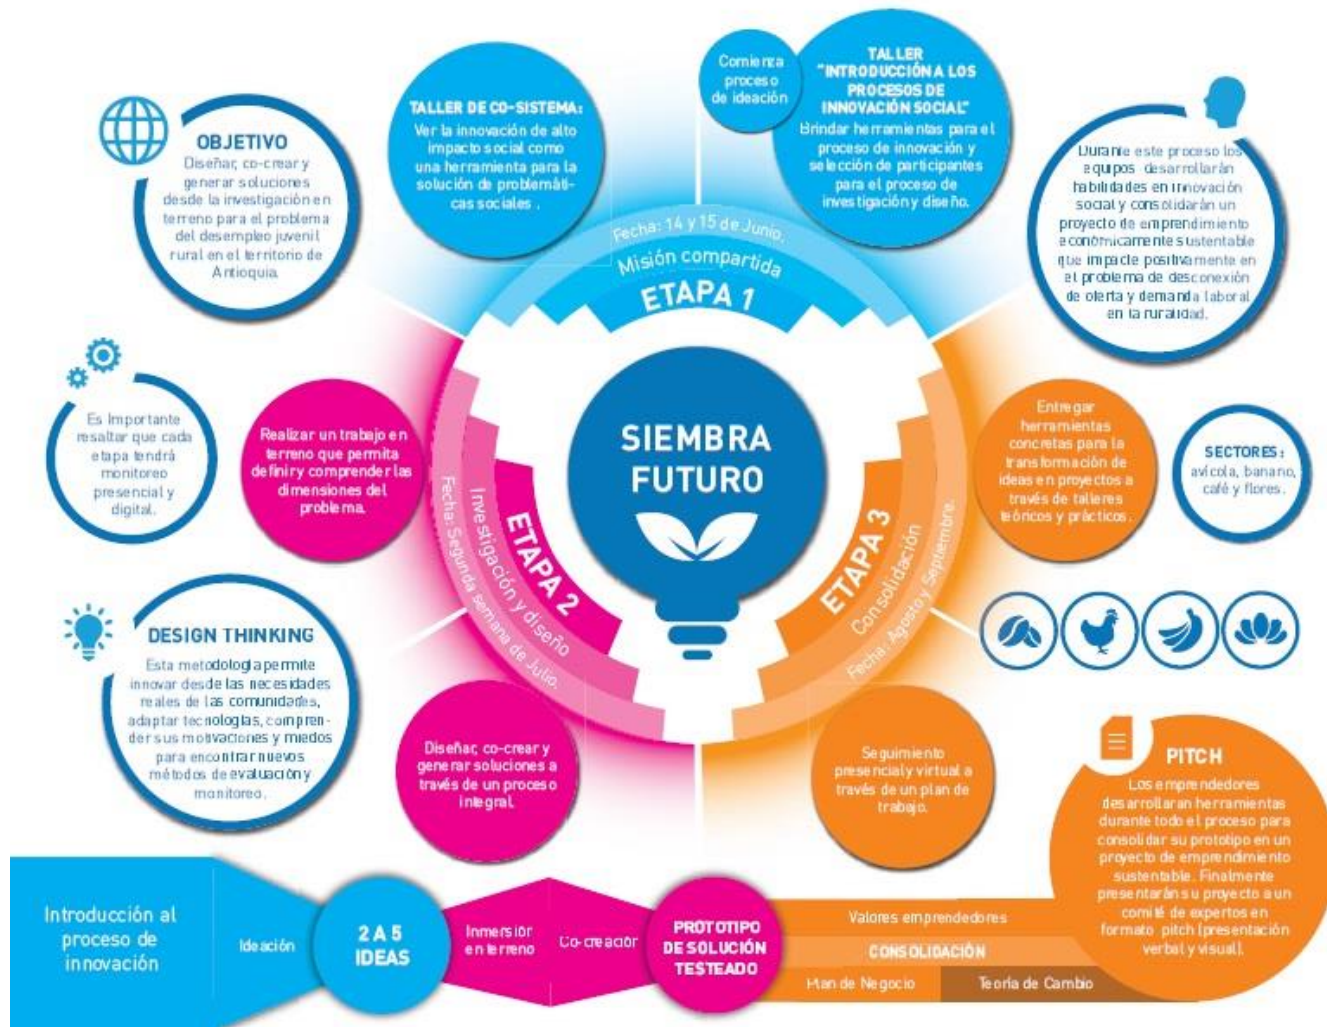 OBJETIVO
Diseñar, co-crear y
generar soluciones
desde la investigación en
terreno para el problema
del desempleo juvenil
rural en el territorio de
Antioquia.
TALLER DE CO-SISTEMA:
Ver la innovación de alto
impacto social como
una herramienta para la
solución de problemáti-
cas sociales .
Comienza
proceso
de ideación
TALLER
"INTRODUCCIÓN A LOS
PROCESOS DE
INNOVACIÓN SOCIAL"
Brindar herramientas para el
proceso de innovación y
selección de participantes
para el proceso de
investigación y diseño.
Durante este proceso los
equipos desarrollarán
habilidades en innovación
social y consolidarán un
proyecto de emprendimiento
económicamente sustentable
que impacte positivamente en
el problema de desconexión
de oferta y demanda laboral
en la ruralidad.
Fecha: 14 y 15 de Junio.
Misión compartida
ETAPA 1
Es Importante
resaltar que cada
etapa tendrá
monitoreo
presencial y
digital.
Realizar un trabajo en
terreno que permita
definir y comprender las
dimensiones del
problema.
SIEMBRA
FUTURO
Entregar
herramientas
concretas para la
transformación de
ideas en proyectos a
través de talleres
teóricos y prácticos.
SECTORES:
avícola, banano,
café y flores.
ETAPA 2
Investigación y diseño
Fecha: Segunda semana de Julio.
ETAPA 3
Consolidación
Fecha: Agosto y Septiembre.
DESIGN THINKING
Esta metodología permite
innovar desde las necesidades
reales de las comunidades,
adaptar tecnologías, compren-
der sus motivaciones y miedos
para encontrar nuevos
métodos de evaluación y
monitoreo.
Diseñar, co-crear y
generar soluciones a
través de un proceso
integral.
Seguimiento
presencial y virtual a
través de un plan de
trabajo.
PITCH
Los emprendedores
desarrollaran herramientas
durante todo el proceso para
consolidar su prototipo en un
proyecto de emprendimiento
sustentable. Finalmente
presentarán su proyecto a un
comité de expertos en
formato pitch (presentación
verbal y visual).
Introducción al
proceso de
innovación
Ideación
2 A 5
IDEAS
Inmersión
en terreno
Co-creación
PROTOTIPO
DE SOLUCIÓN
TESTEADO
Valores emprendedores
CONSOLIDACIÓN
Plan de Negocio
Teoría de Cambio